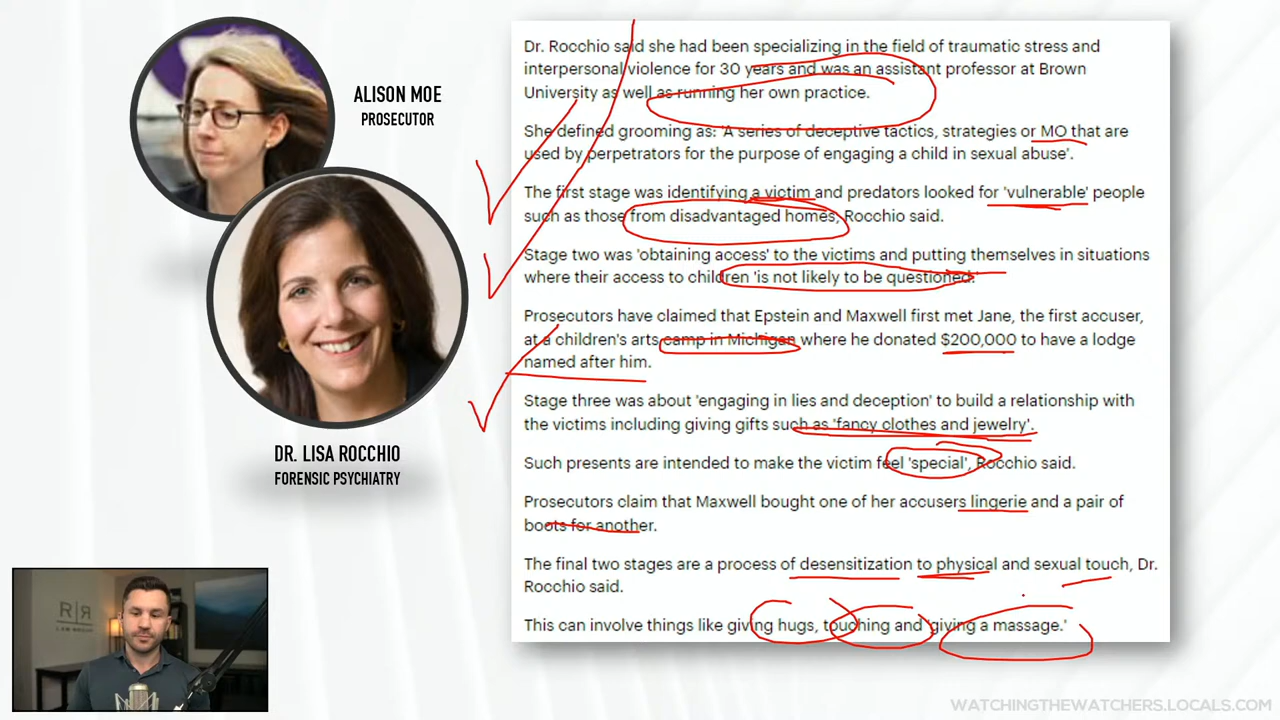 ALISON MOE
PROSECUTOR
DR. LISA ROCCHIO
FORENSIC PSYCHIATRY
Dr. Rocchio said she had been specializing in the field of traumatic stress and
interpersonal violence for 30 years and was an assistant professor at Brown
University as well as running her own practice.
She defined grooming as: 'A series of deceptive tactics, strategies or MO that are
used by perpetrators for the purpose of engaging a child in sexual abuse'.
The first stage was identifying a victim and predators looked for 'vulnerable' people
such as those from disadvantaged homes, Rocchio said.
Stage two was 'obtaining access' to the victims and putting themselves in situations
where their access to children 'is not likely to be questioned.'
Prosecutors have claimed that Epstein and Maxwell first met Jane, the first accuser,
at a children's arts camp in Michigan where he donated $200,000 to have a lodge
named after him.
Stage three was about 'engaging in lies and deception' to build a relationship with
the victims including giving gifts such as 'fancy clothes and jewelry'.
Such presents are intended to make the victim feel 'special', Rocchio said.
Prosecutors claim that Maxwell bought one of her accusers lingerie and a pair of
boots for another.
The final two stages are a process of desensitization to physical and sexual touch, Dr.
Rocchio said.
This can involve things like giving hugs, touching and 'giving a massage.'
R R
WATCHINGTHEWATCHERS.LOCALS.COM